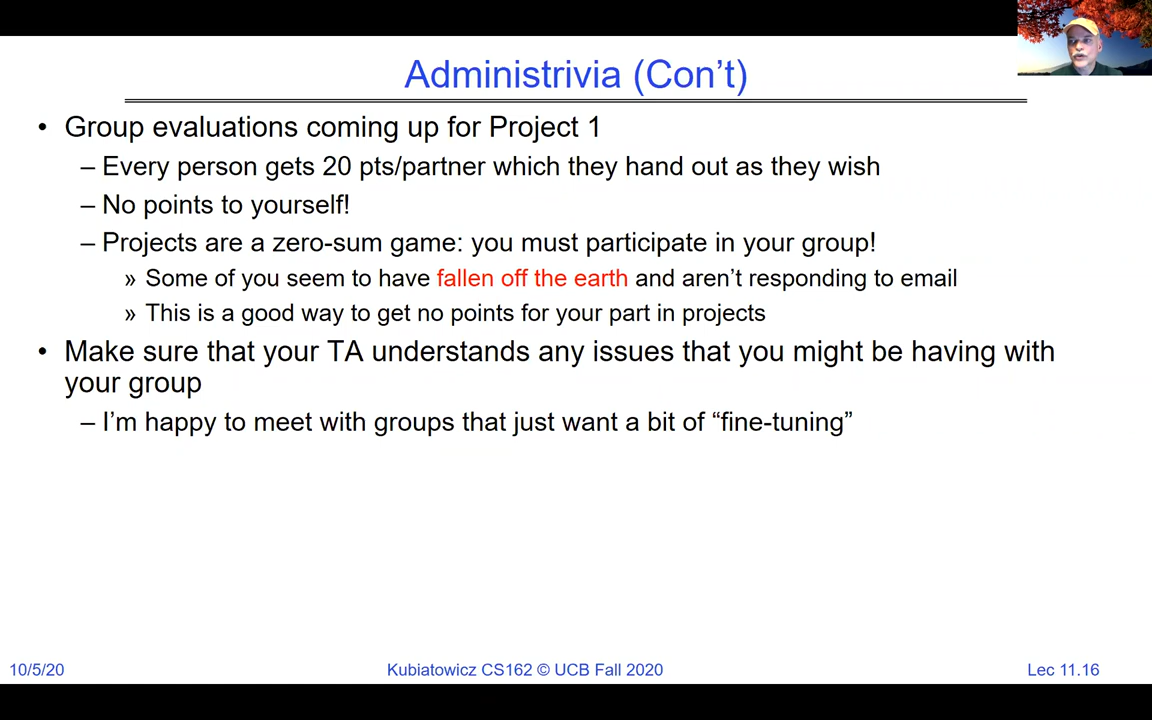 Administrivia (Con’t)
• Group evaluations coming up for Project 1
– Every person gets 20 pts/partner which they hand out as they wish
– No points to yourself!
– Projects are a zero-sum game: you must participate in your group!
» Some of you seem to have fallen off the earth and aren’t responding to email
» This is a good way to get no points for your part in projects
• Make sure that your TA understands any issues that you might be having with
your group
– I’m happy to meet with groups that just want a bit of “fine-tuning”
10/5/20
Kubiatowicz CS162 © UCB Fall 2020
Lec 11.16